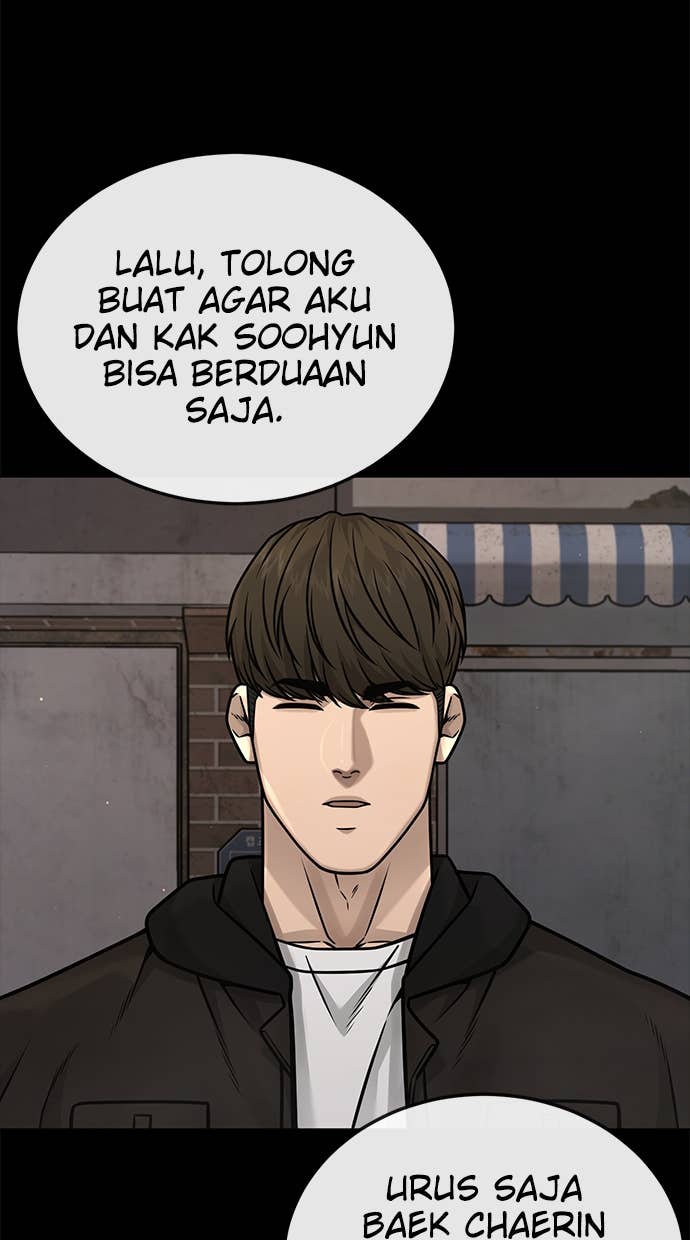 LALU, TOLONG
BUAT AGAR AKU
DAN KAK SOOHYUN
BISA BERDUAAN
SAJA.
URUS SAJA
BAEK CHAERIN